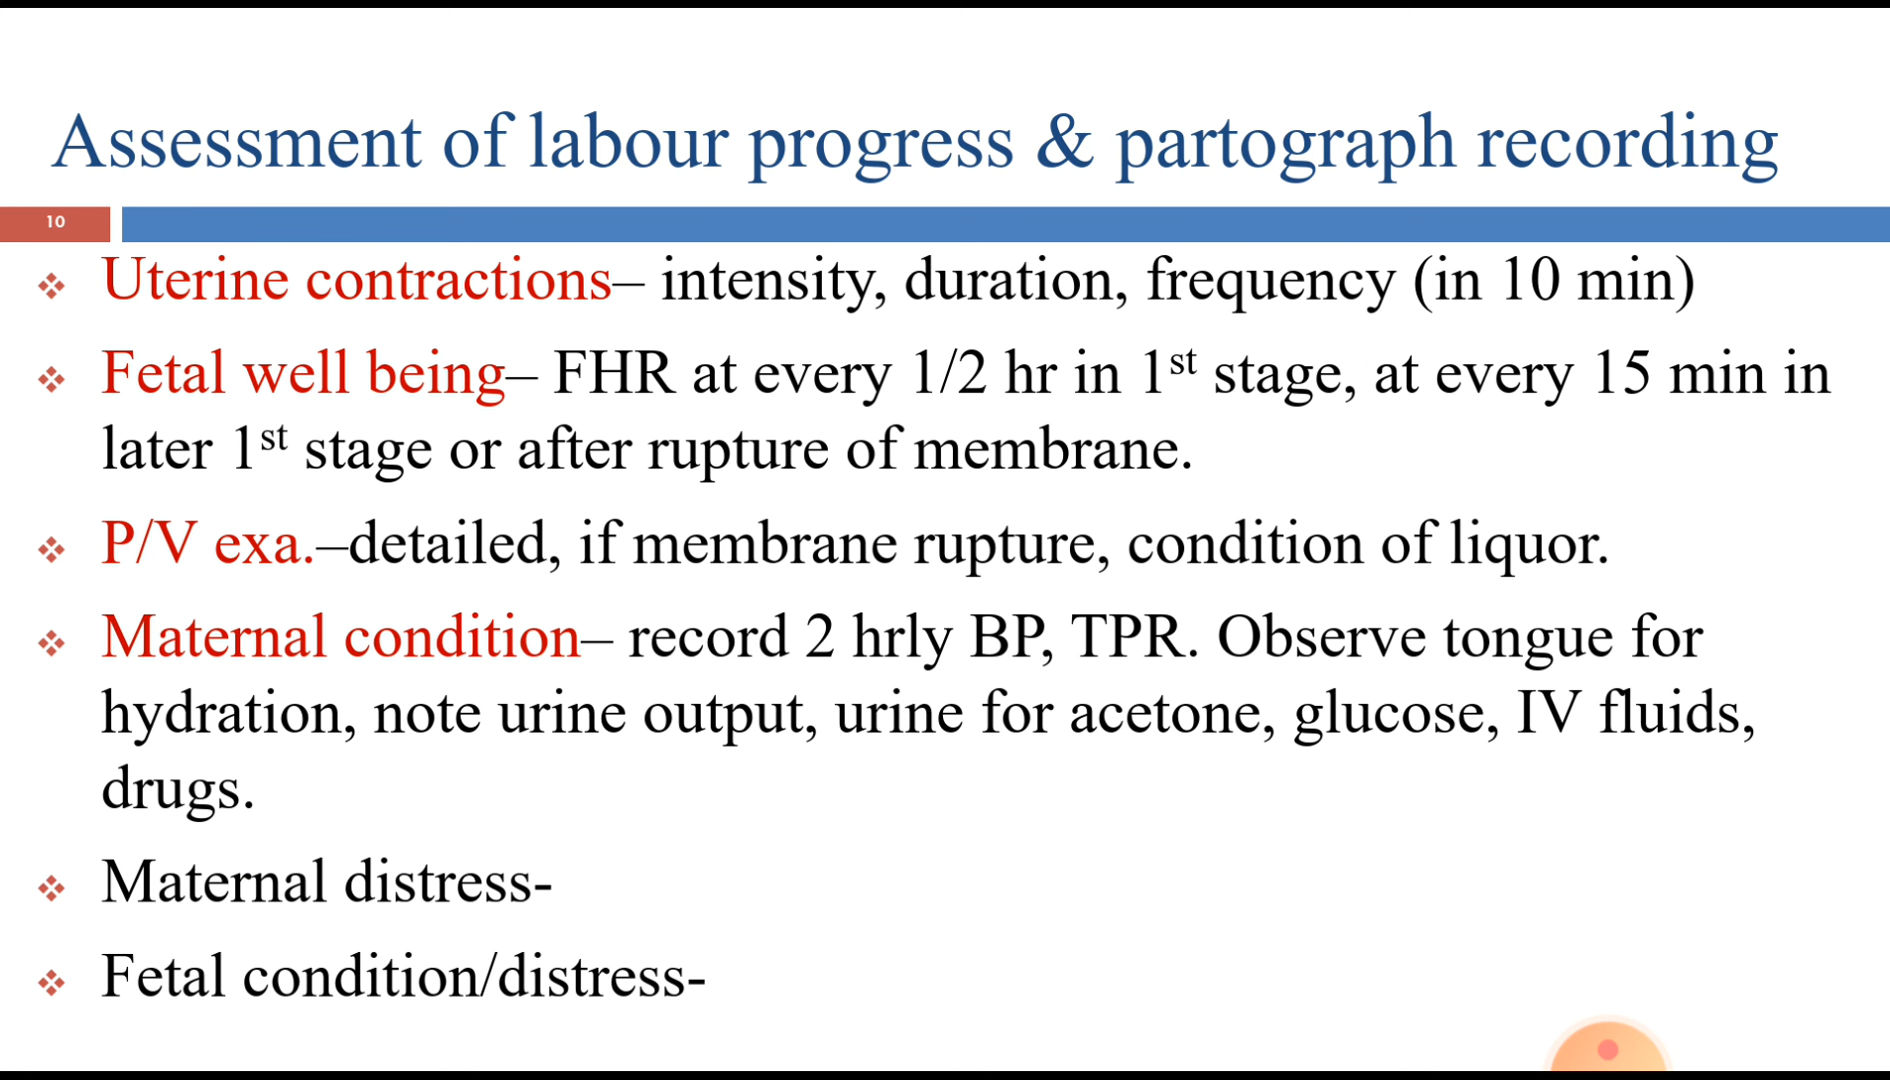 Assessment of labour progress & partograph recording
10
Uterine contractions– intensity, duration, frequency (in 10 min)
Fetal well being– FHR at every 1/2 hr in 1st stage, at every 15 min in
later 1st stage or after rupture of membrane.
P/V exa.–detailed, if membrane rupture, condition of liquor.
Maternal condition– record 2 hrly BP, TPR. Observe tongue for
hydration, note urine output, urine for acetone, glucose, IV fluids,
drugs.
Maternal distress-
Fetal condition/distress-